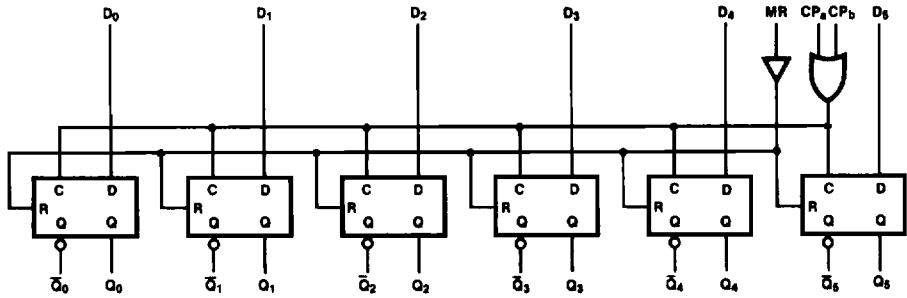 D₀ D₁ D₂ D₃ D₄ MR CPₐ CP_b D₅
C D C D C D C D C D C D
R R R R R R
Q Q Q Q Q Q Q Q Q Q Q Q
Q̅₀ Q₀ Q̅₁ Q₁ Q̅₂ Q₂ Q̅₃ Q₃ Q̅₄ Q₄ Q̅₅ Q₅